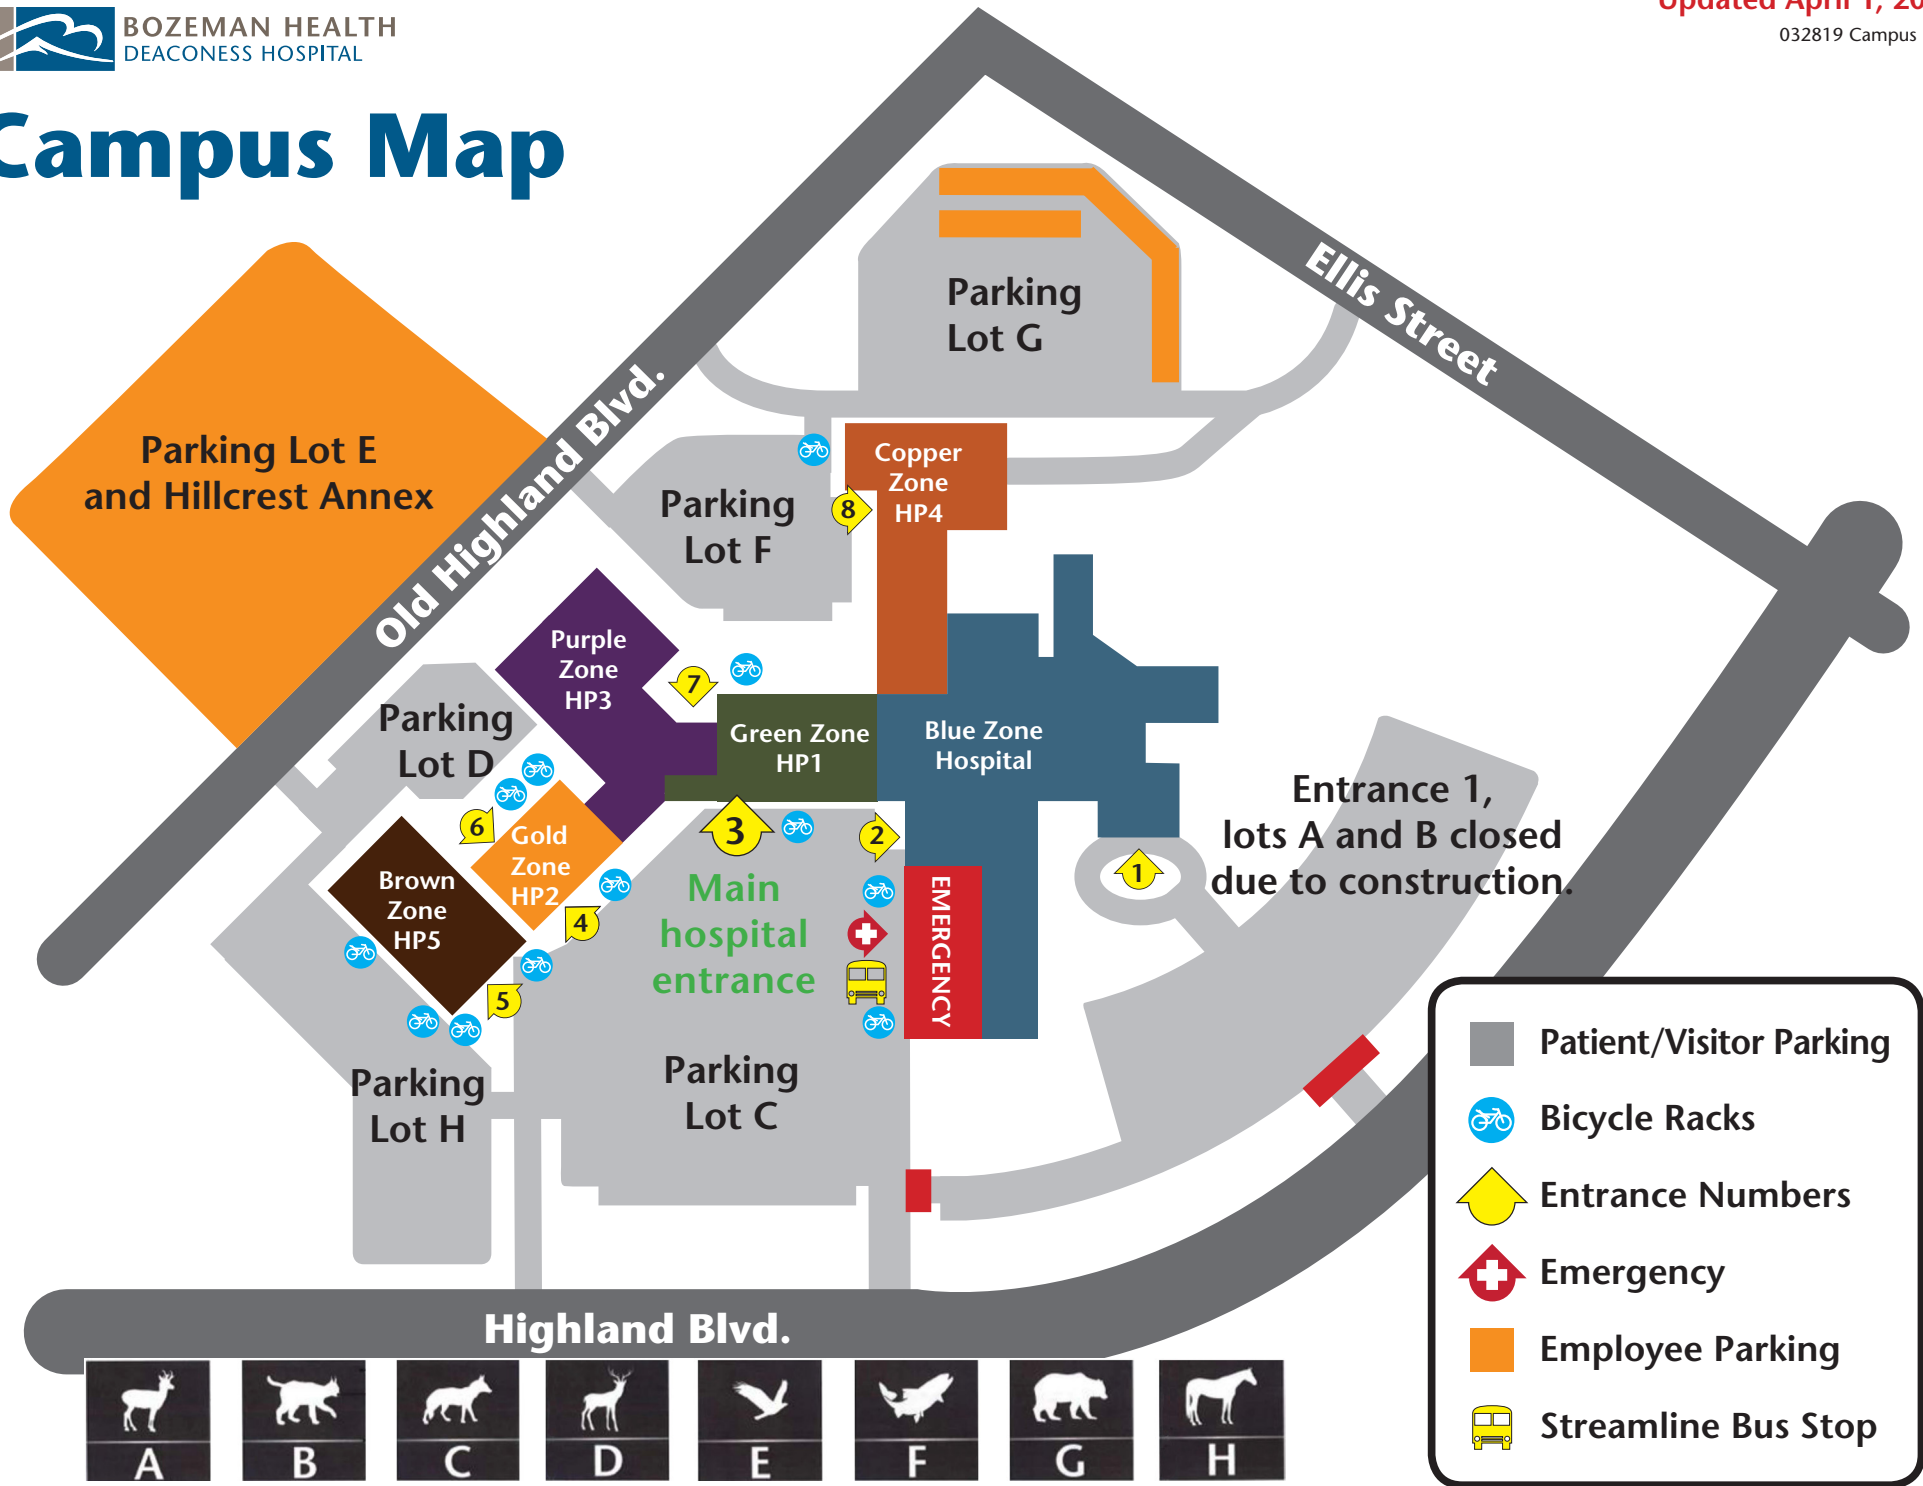 BOZEMAN HEALTH
DEACONESS HOSPITAL
Updated April 1, 20
032819 Campus
Campus Map
Parking
Lot G
Ellis Street
Old Highland Blvd.
Parking Lot E
and Hillcrest Annex
Copper
Zone
HP4
Parking
Lot F
8
Purple
Zone
HP3
7
Parking
Lot D
Green Zone
HP1
Blue Zone
Hospital
Entrance 1,
lots A and B closed
due to construction.
6
Gold
Zone
HP2
3
2
1
Brown
Zone
HP5
4
5
Main
hospital
entrance
EMERGENCY
Parking
Lot H
Parking
Lot C
Highland Blvd.
Patient/Visitor Parking
Bicycle Racks
Entrance Numbers
Emergency
Employee Parking
Streamline Bus Stop
A B C D E F G H